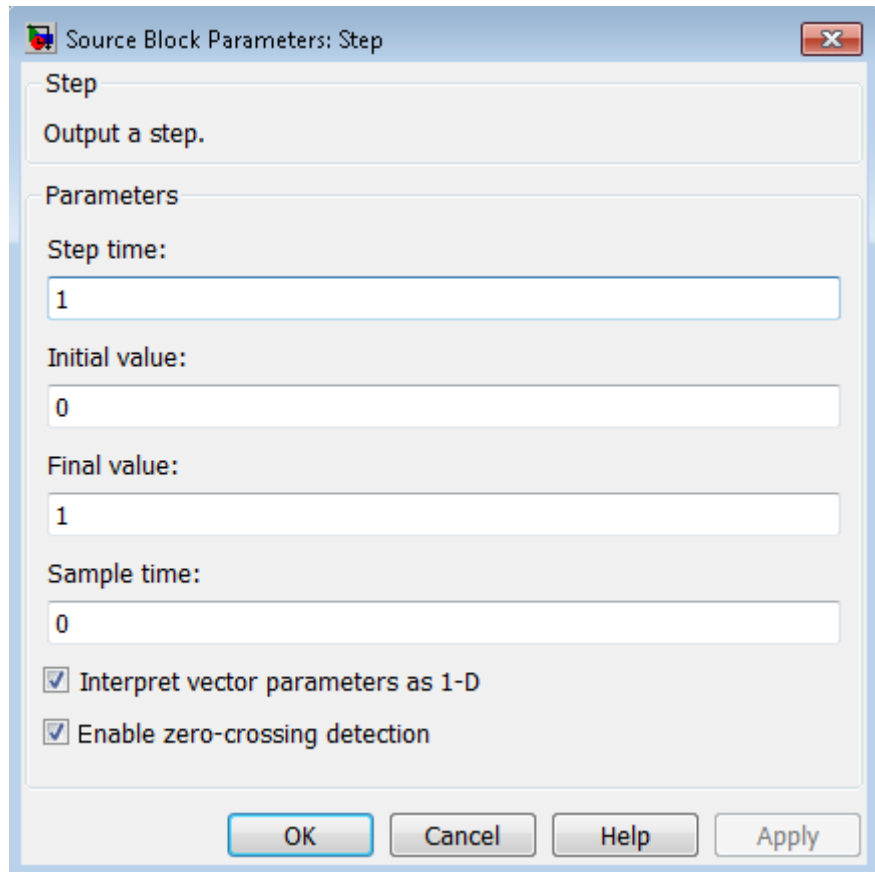 Source Block Parameters: Step
Step
Output a step.
Parameters
Step time:
1
Initial value:
0
Final value:
1
Sample time:
0
Interpret vector parameters as 1-D
Enable zero-crossing detection
OK Cancel Help Apply